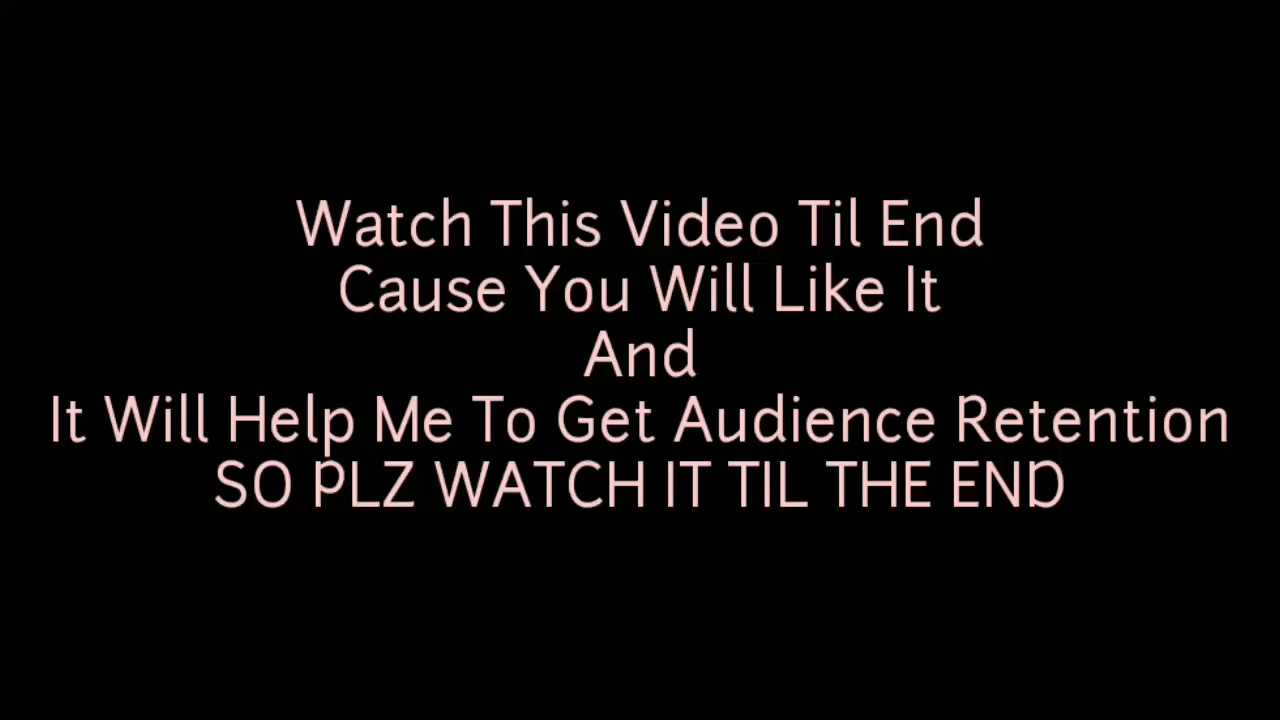 Watch This Video Til End
Cause You Will Like It
And
It Will Help Me To Get Audience Retention
SO PLZ WATCH IT TIL THE END